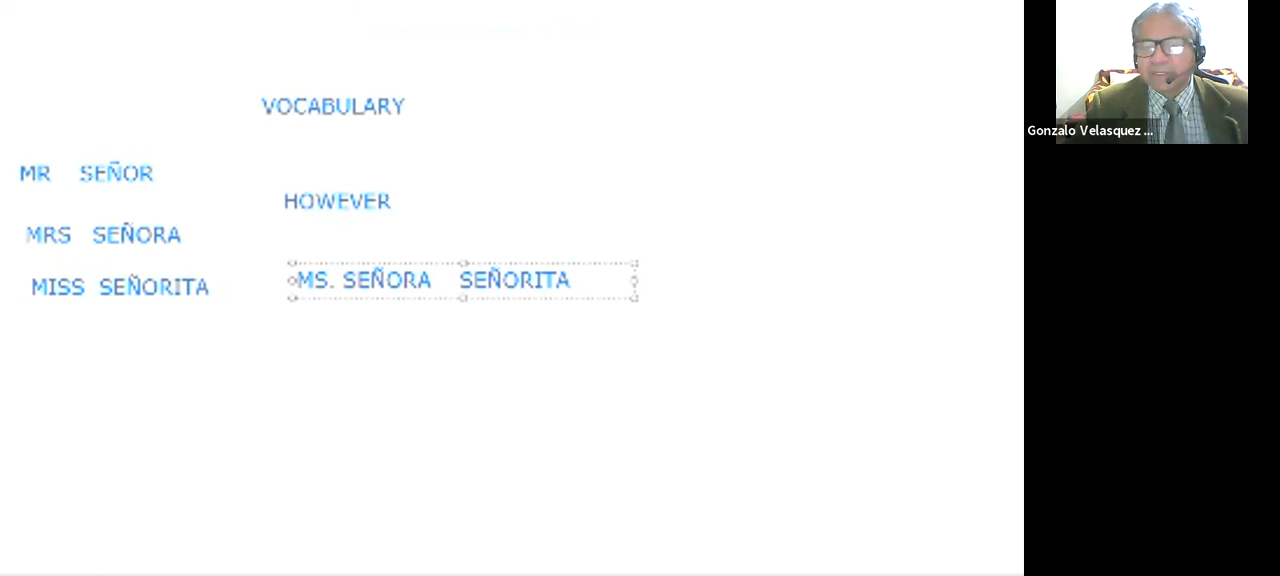 VOCABULARY
MR SEÑOR
HOWEVER
MRS SEÑORA
MISS SEÑORITA
MS. SEÑORA SEÑORITA
Gonzalo Velasquez ...